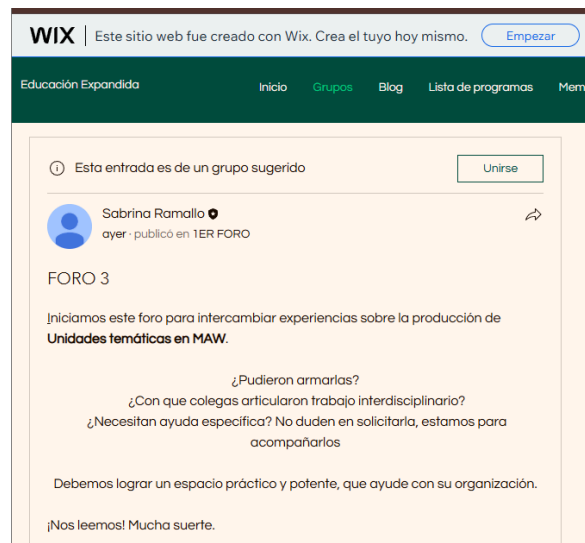 WIX | Este sitio web fue creado con Wix. Crea el tuyo hoy mismo. Empezar
Educación Expandida Inicio Grupos Blog Lista de programas Mem
Esta entrada es de un grupo sugerido Unirse
Sabrina Ramallo
ayer · publicó en 1ER FORO
FORO 3
Iniciamos este foro para intercambiar experiencias sobre la producción de
Unidades temáticas en MAW.
¿Pudieron armarlas?
¿Con que colegas articularon trabajo interdisciplinario?
¿Necesitan ayuda específica? No duden en solicitarla, estamos para
acompañarlos
Debemos lograr un espacio práctico y potente, que ayude con su organización.
¡Nos leemos! Mucha suerte.